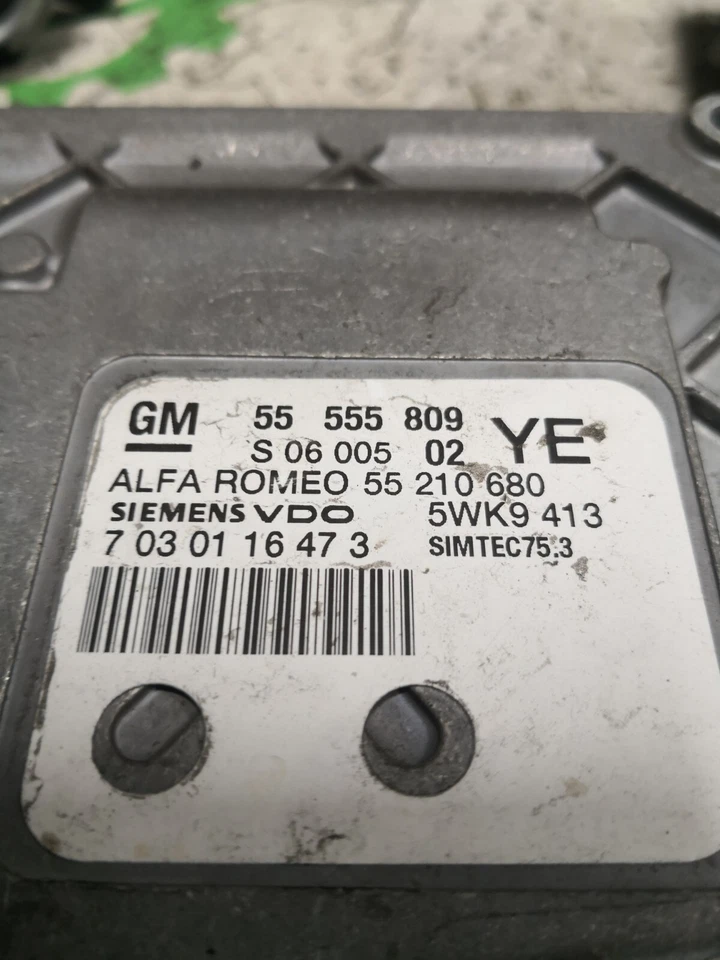 GM 55 555 809 YE
S 06 005 02
ALFA ROMEO 55 210 680
SIEMENS VDO 5WK9 413
7 03 01 16 47 3 SIMTEC75.3